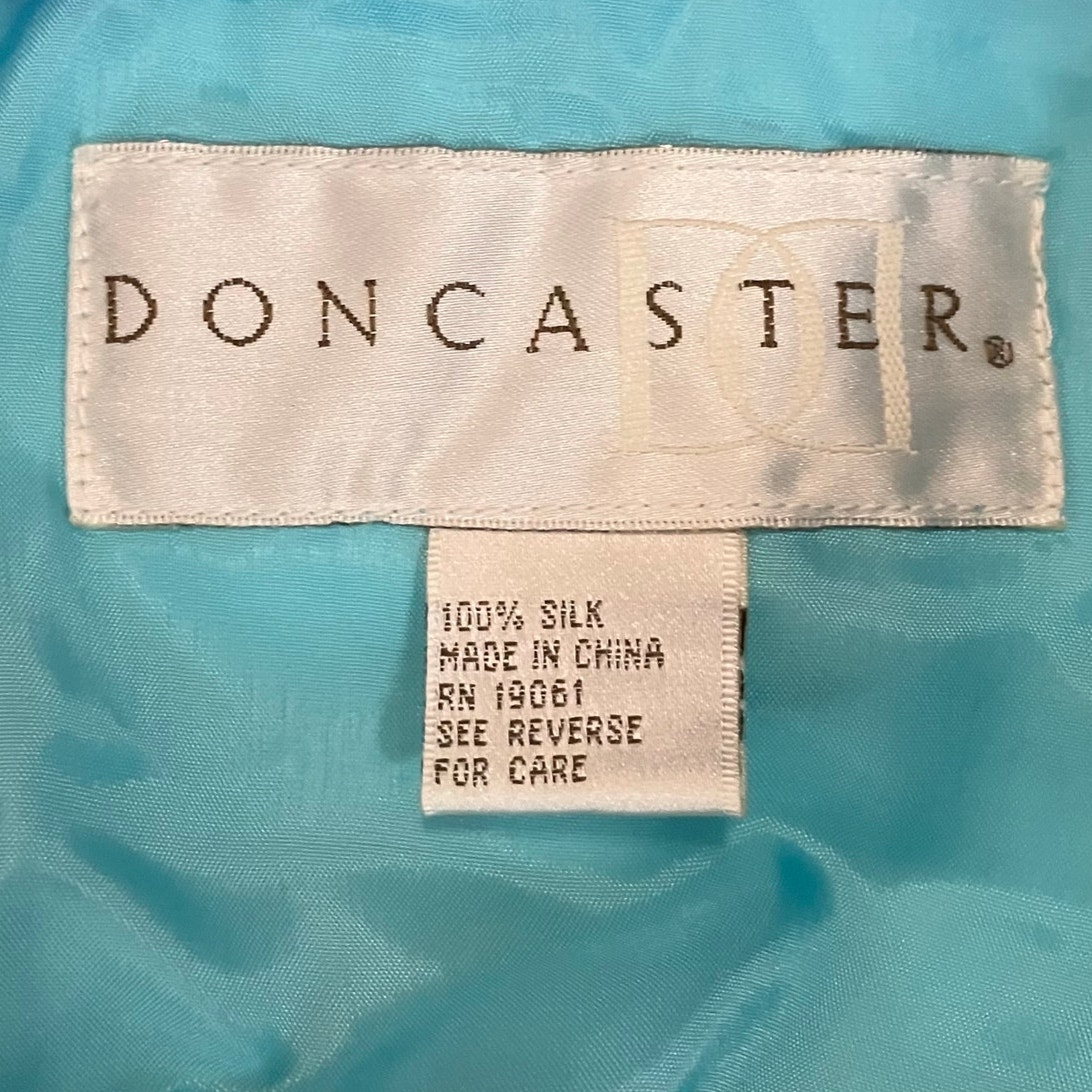 DONCASTER®
100% SILK
MADE IN CHINA
RN 19061
SEE REVERSE
FOR CARE